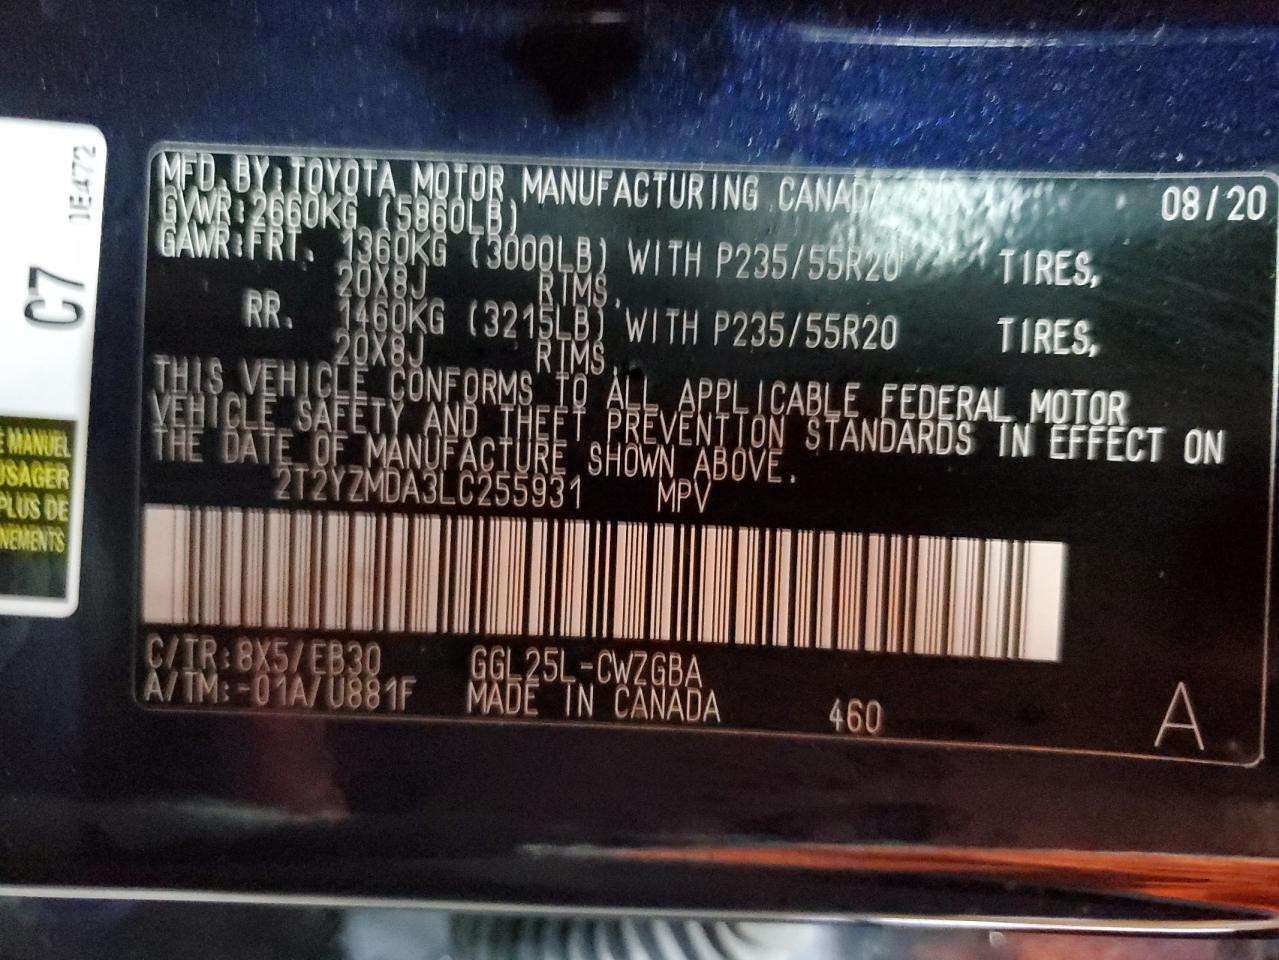 MFD.BY:TOYOTA MOTOR MANUFACTURING CANADA 08/20
GVWR:2660KG (5860LB)
GAWR:FRT. 1360KG (3000LB) WITH P235/55R20 TIRES,
20X8J RIMS,
RR. 1460KG (3215LB) WITH P235/55R20 TIRES,
20X8J RIMS.
THIS VEHICLE CONFORMS TO ALL APPLICABLE FEDERAL MOTOR
VEHICLE SAFETY AND THEFT PREVENTION STANDARDS IN EFFECT ON
THE DATE OF MANUFACTURE SHOWN ABOVE.
2T2YZMDA3LC255931 MPV
C/TR:8X5/EB30 GGL25L-CWZGBA
A/TM:-01A/U881F MADE IN CANADA 460 A
C7 1E472
MANUEL
USAGER
PLUS DE
NEMENTS